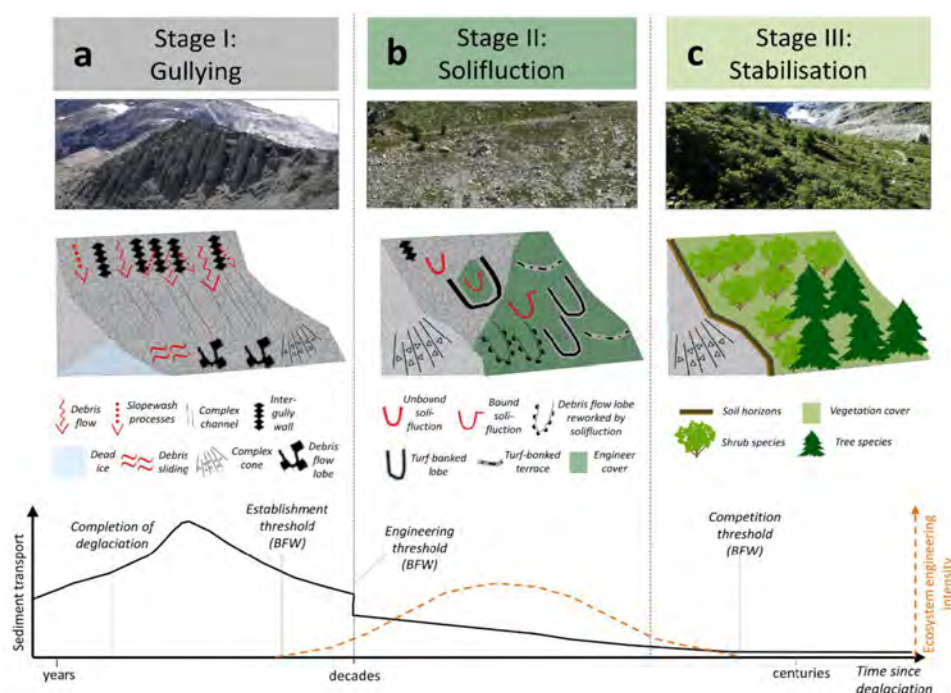 a
Stage I:
Gullying
b
Stage II:
Solifluction
c
Stage III:
Stabilisation
Debris
flow
Slopewash
processes
Complex
channel
Inter-
gully
wall
Dead
ice
Debris
sliding
Complex
cone
Debris
flow
lobe
Unbound
soli-
fluction
Bound
soli-
fluction
Debris flow lobe
reworked by
solifluction
Turf-banked
lobe
Turf-banked
terrace
Engineer
cover
Soil horizons
Vegetation cover
Shrub species
Tree species
Sediment transport
Completion of
deglaciation
Establishment
threshold
(BFW)
Engineering
threshold
(BFW)
Competition
threshold
(BFW)
Ecosystem engineering
intensity
years
decades
centuries
Time since
deglaciation